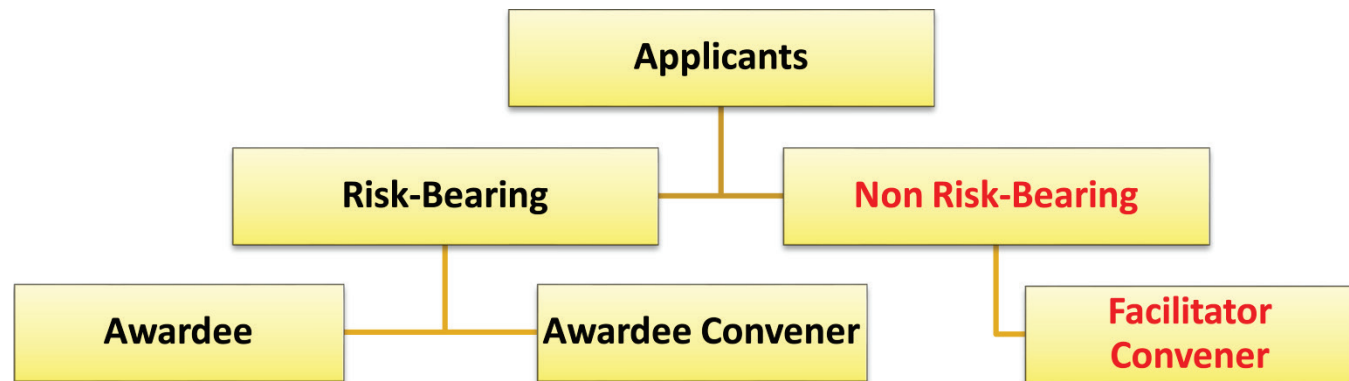 Applicants
Risk-Bearing
Non Risk-Bearing
Awardee
Awardee Convener
Facilitator
Convener